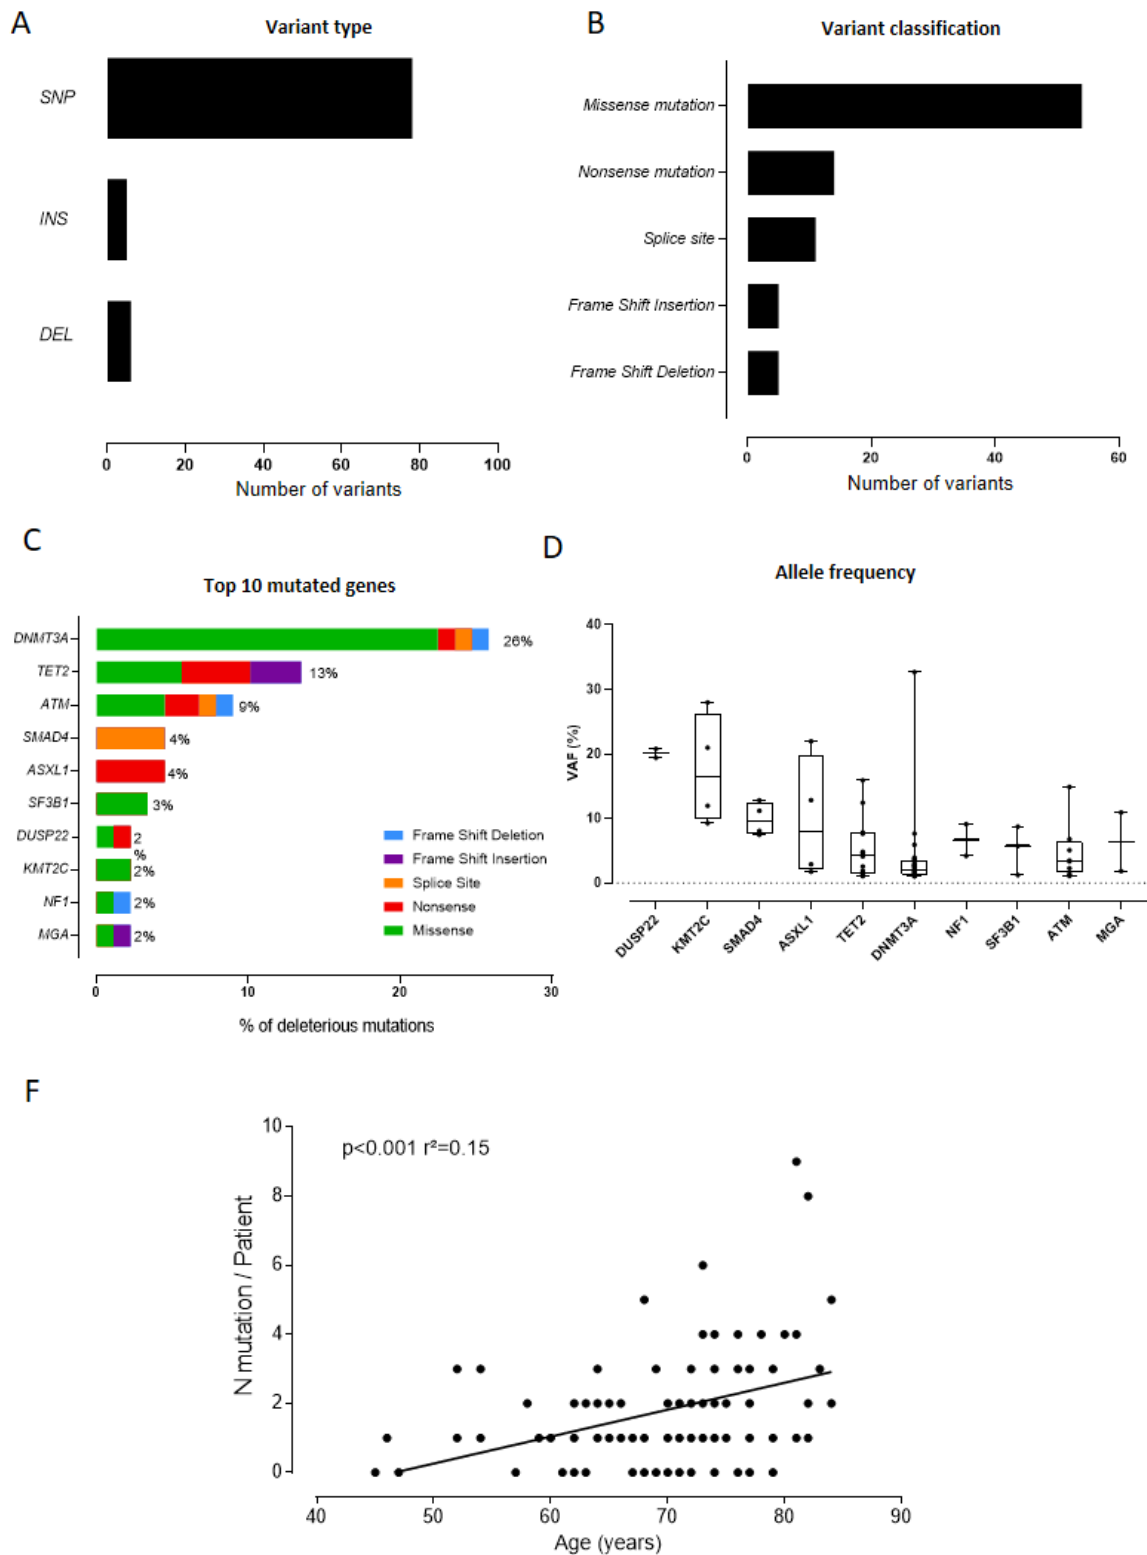 A
Variant type
SNP
INS
DEL
0 20 40 60 80 100
Number of variants
B
Variant classification
Missense mutation
Nonsense mutation
Splice site
Frame Shift Insertion
Frame Shift Deletion
0 20 40 60
Number of variants
C
Top 10 mutated genes
DNMT3A 26%
TET2 13%
ATM 9%
SMAD4 4%
ASXL1 4%
SF3B1 3%
DUSP22 2
%
KMT2C 2%
NF1 2%
MGA 2%
Frame Shift Deletion
Frame Shift Insertion
Splice Site
Nonsense
Missense
0 10 20 30
% of deleterious mutations
D
Allele frequency
VAF (%)
40
30
20
10
0
DUSP22 KMT2C SMAD4 ASXL1 TET2 DNMT3A NF1 SF3B1 ATM MGA
F
p<0.001 r²=0.15
N mutation / Patient
10
8
6
4
2
0
40 50 60 70 80 90
Age (years)